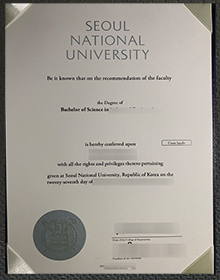 SEOUL
NATIONAL
UNIVERSITY
Be it known that on the recommendation of the faculty
the Degree of
Bachelor of Science in
is hereby conferred upon
with all the rights and privileges thereto pertaining
given at Seoul National University, Republic of Korea on the
twenty-seventh day of